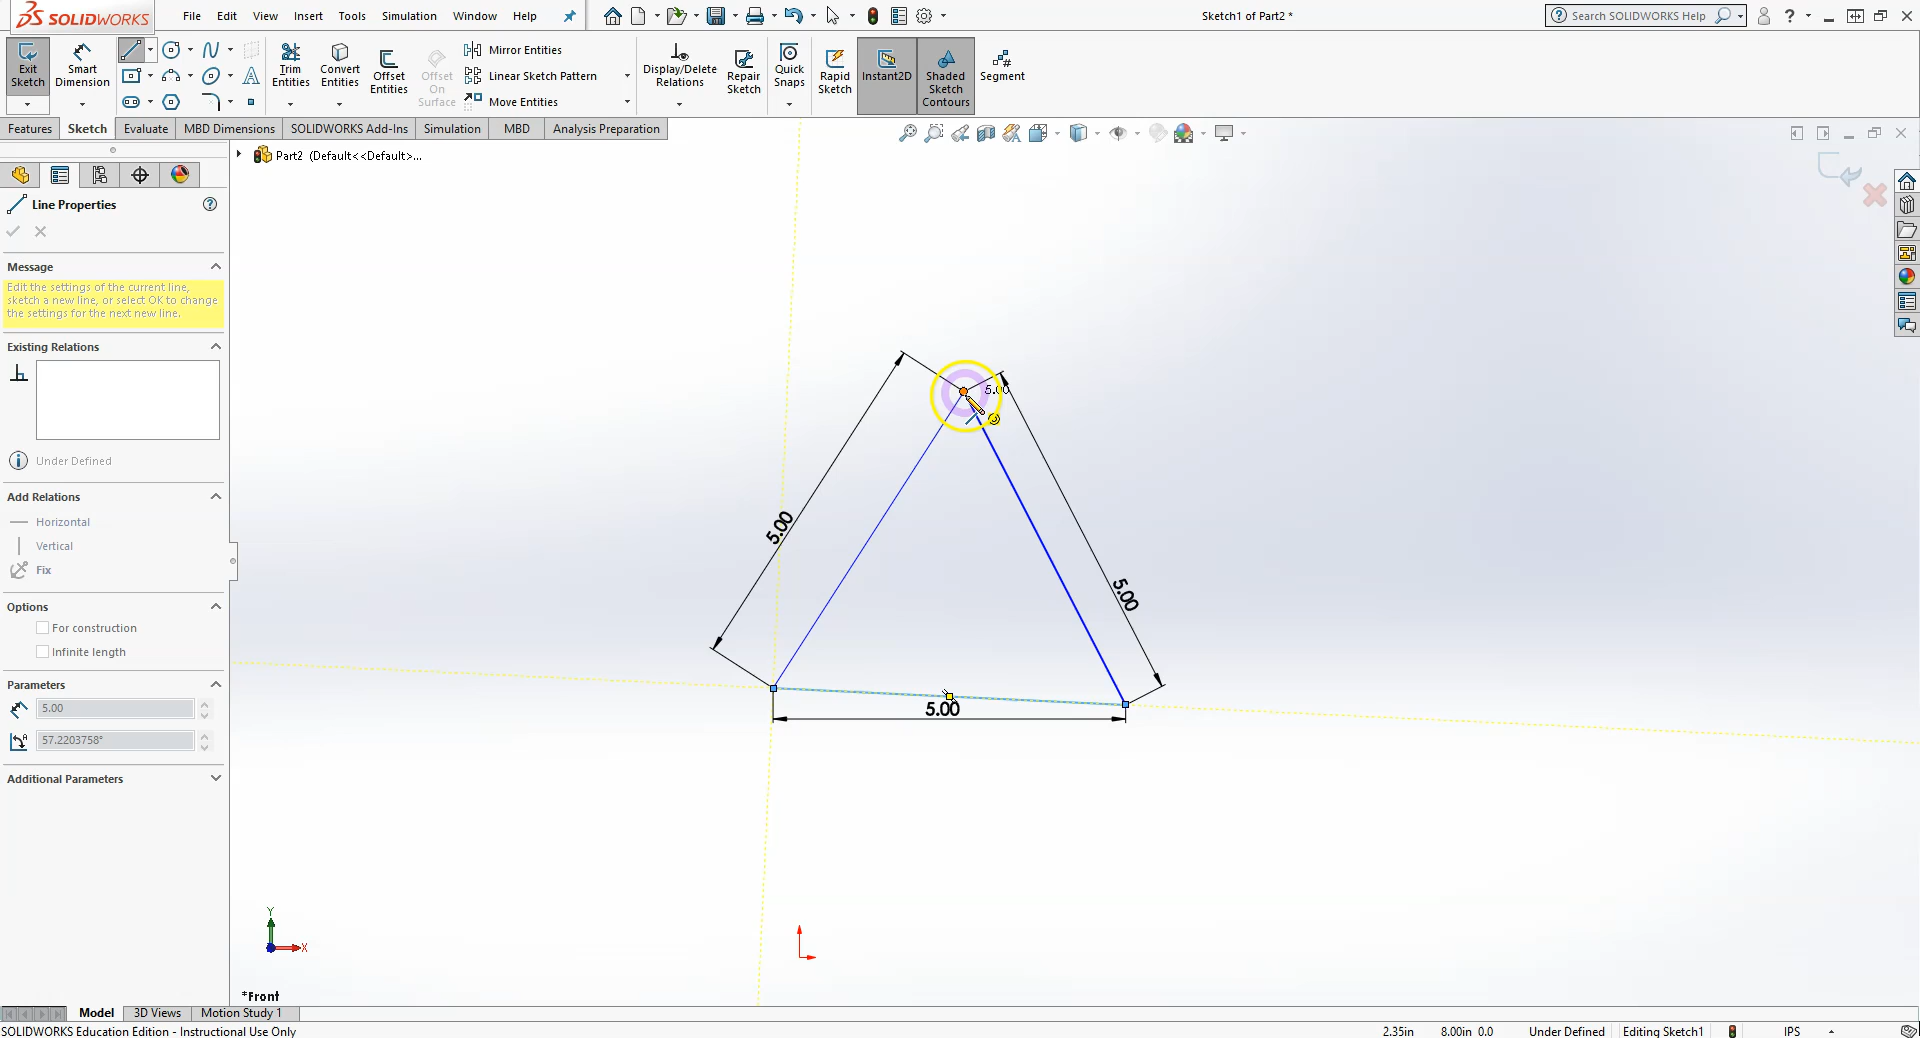 SOLIDWORKS
File Edit View Insert Tools Simulation Window Help
Sketch1 of Part2 *
Search SOLIDWORKS Help
Exit Sketch
Smart Dimension
Trim Entities
Convert Entities
Offset Entities
Offset On Surface
Mirror Entities
Linear Sketch Pattern
Move Entities
Display/Delete Relations
Repair Sketch
Quick Snaps
Rapid Sketch
Instant2D
Shaded Sketch Contours
Segment
Features Sketch Evaluate MBD Dimensions SOLIDWORKS Add-Ins Simulation MBD Analysis Preparation
Part2 (Default<<Default>...
Line Properties
Message
Edit the settings of the current line,
sketch a new line, or select OK to change
the settings for the next new line.
Existing Relations
Under Defined
Add Relations
Horizontal
Vertical
Fix
Options
For construction
Infinite length
Parameters
5.00
57.2203758°
Additional Parameters
5.00
5.00
5.00
5.00
Y
X
*Front
Model 3D Views Motion Study 1
SOLIDWORKS Education Edition - Instructional Use Only
2.35in 8.00in 0.0 Under Defined Editing Sketch1 IPS